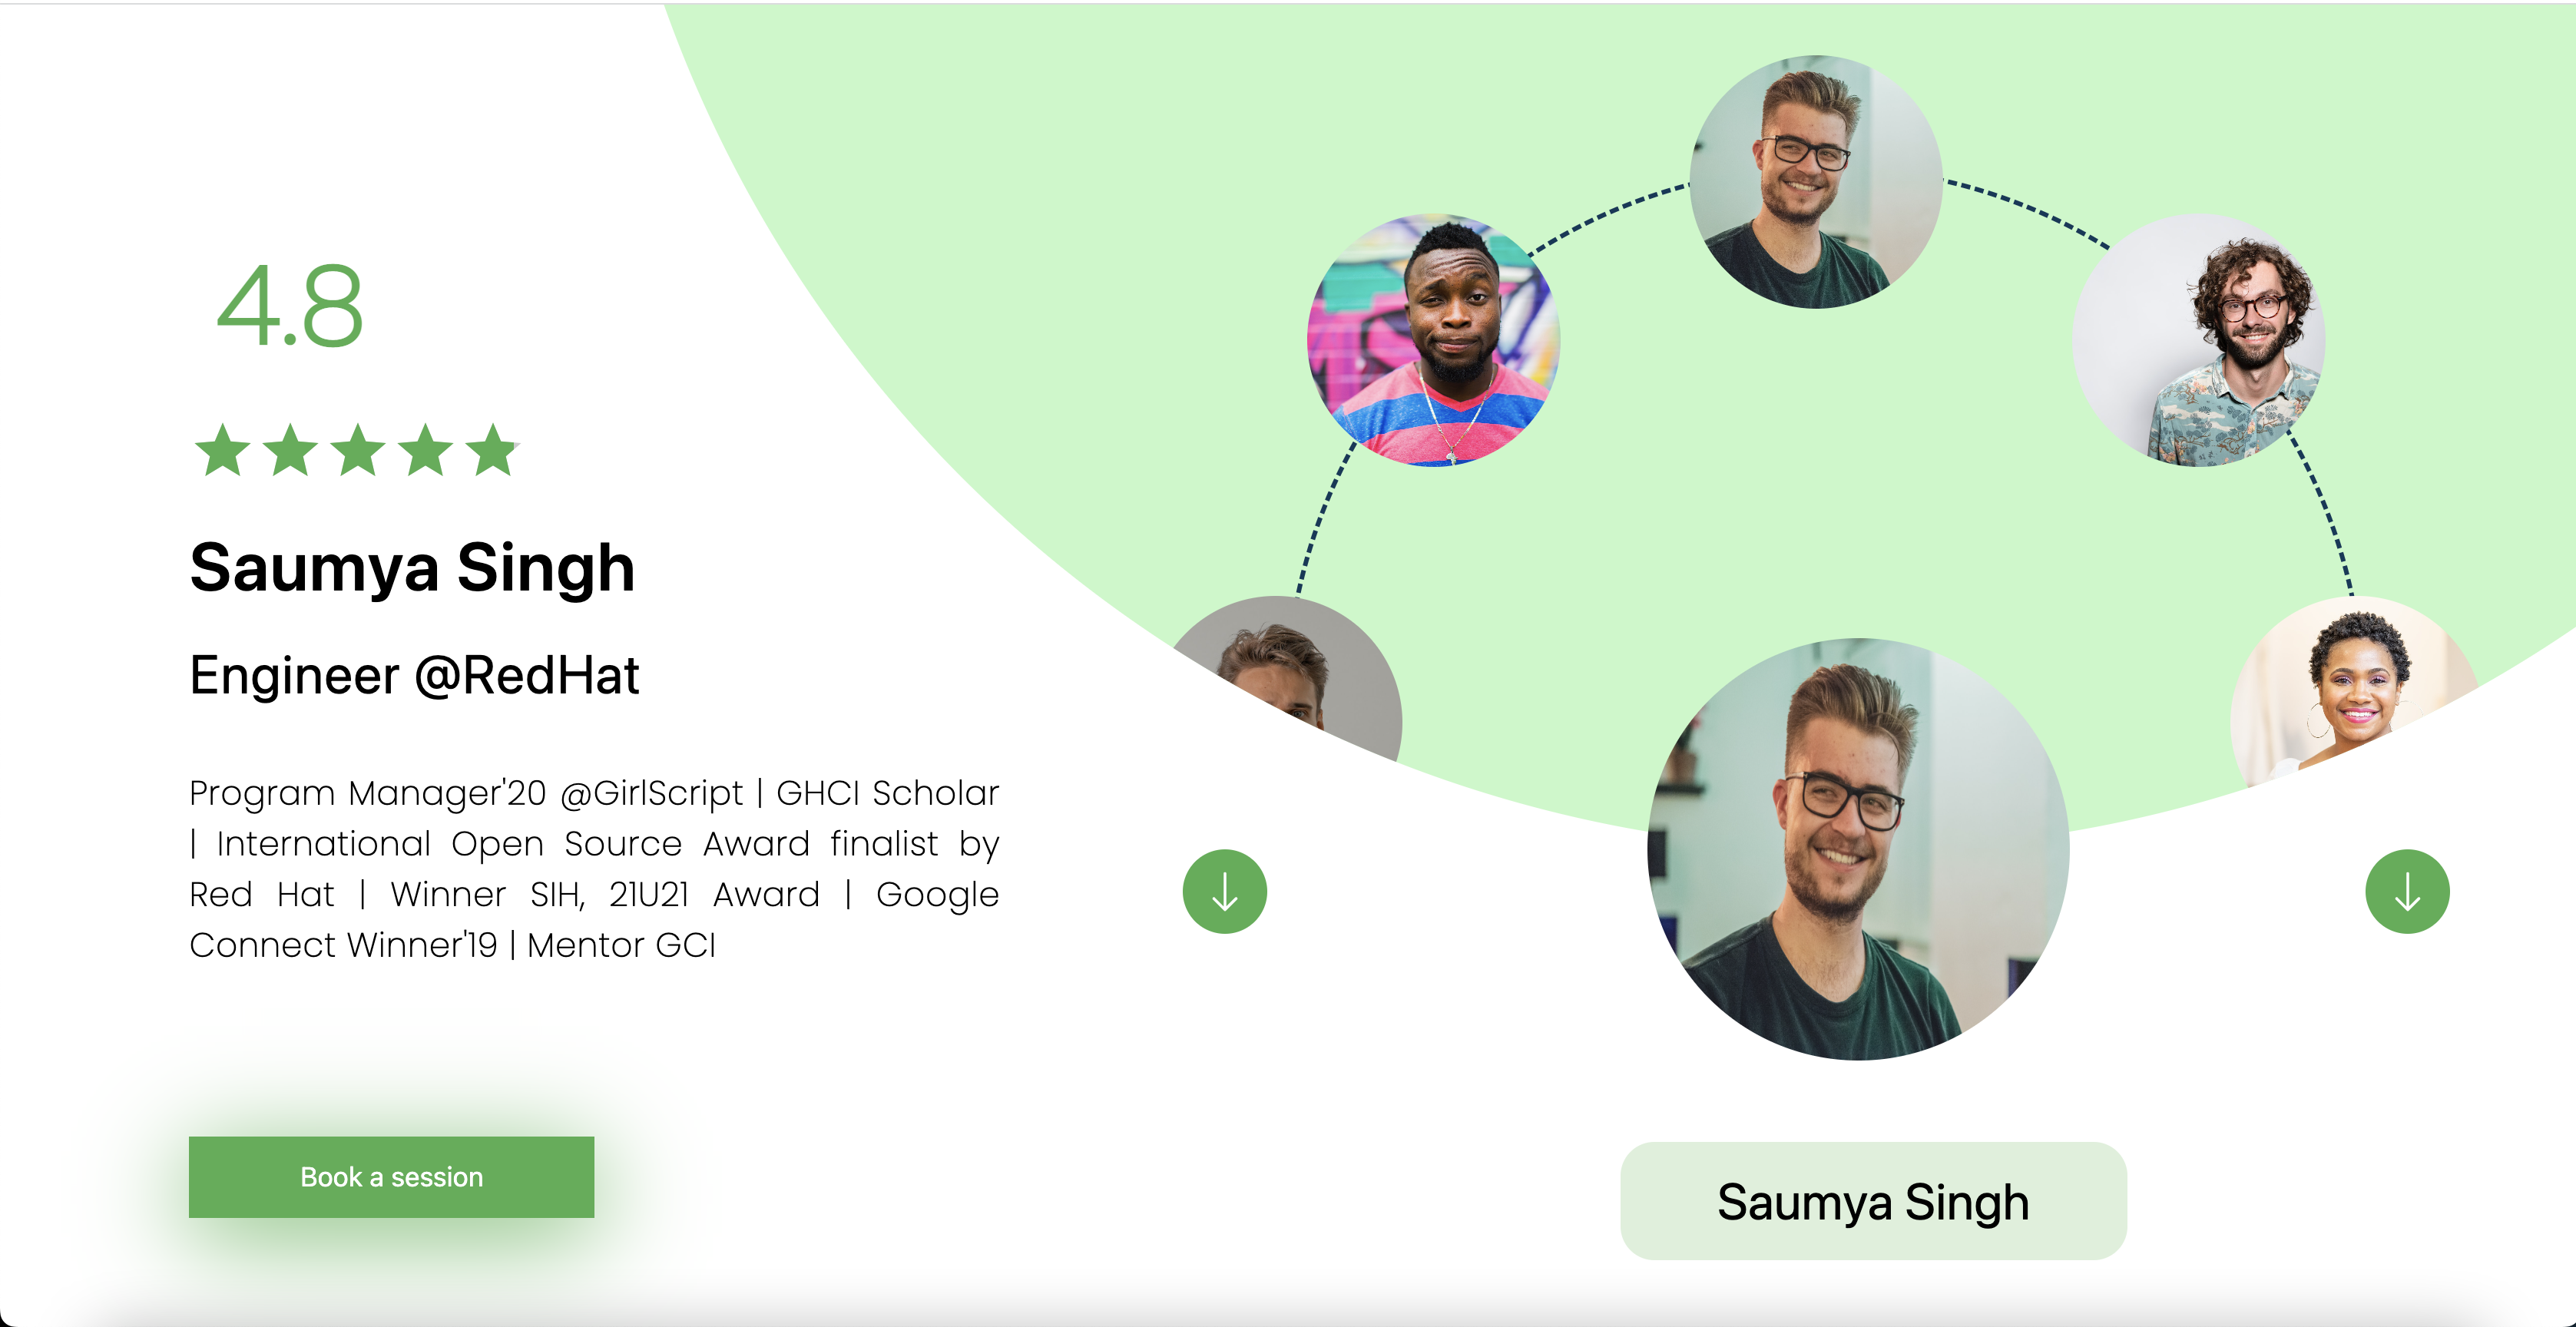 4.8
Saumya Singh
Engineer @RedHat
Program Manager'20 @GirlScript | GHCI Scholar
| International Open Source Award finalist by
Red Hat | Winner SIH, 21U21 Award | Google
Connect Winner'19 | Mentor GCI
Book a session
Saumya Singh